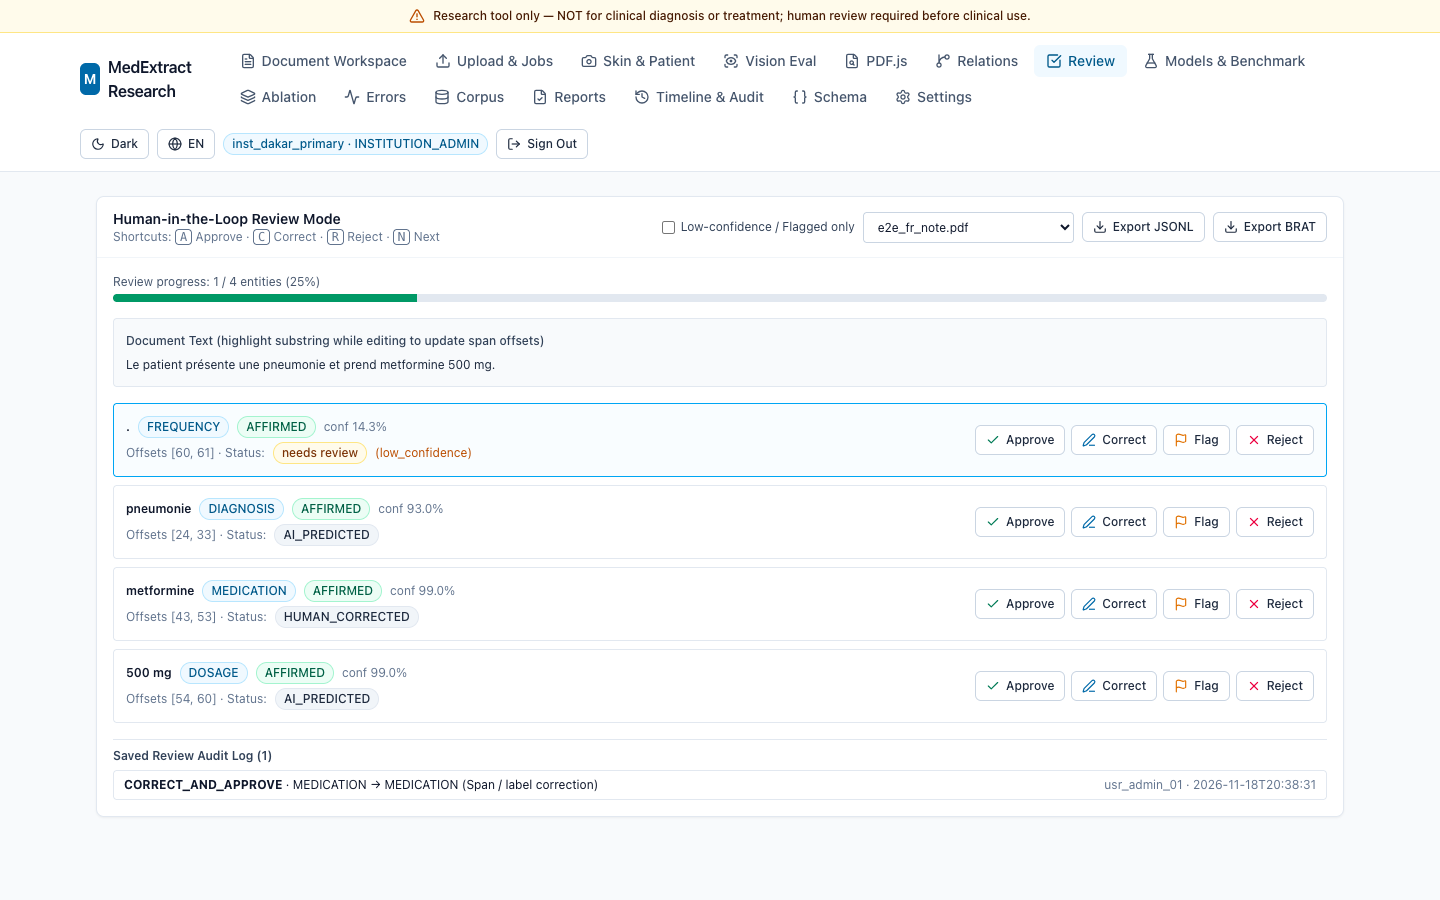 Research tool only — NOT for clinical diagnosis or treatment; human review required before clinical use.
M
MedExtract
Research
Document Workspace
Upload & Jobs
Skin & Patient
Vision Eval
PDF.js
Relations
Review
Models & Benchmark
Ablation
Errors
Corpus
Reports
Timeline & Audit
Schema
Settings
Dark
EN
inst_dakar_primary · INSTITUTION_ADMIN
Sign Out
Human-in-the-Loop Review Mode
Shortcuts: A Approve · C Correct · R Reject · N Next
Low-confidence / Flagged only
e2e_fr_note.pdf
Export JSONL
Export BRAT
Review progress: 1 / 4 entities (25%)
Document Text (highlight substring while editing to update span offsets)
Le patient présente une pneumonie et prend metformine 500 mg.
. FREQUENCY AFFIRMED conf 14.3%
Offsets [60, 61] · Status: needs review (low_confidence)
Approve Correct Flag Reject
pneumonie DIAGNOSIS AFFIRMED conf 93.0%
Offsets [24, 33] · Status: AI_PREDICTED
Approve Correct Flag Reject
metformine MEDICATION AFFIRMED conf 99.0%
Offsets [43, 53] · Status: HUMAN_CORRECTED
Approve Correct Flag Reject
500 mg DOSAGE AFFIRMED conf 99.0%
Offsets [54, 60] · Status: AI_PREDICTED
Approve Correct Flag Reject
Saved Review Audit Log (1)
CORRECT_AND_APPROVE · MEDICATION → MEDICATION (Span / label correction)
usr_admin_01 · 2026-11-18T20:38:31